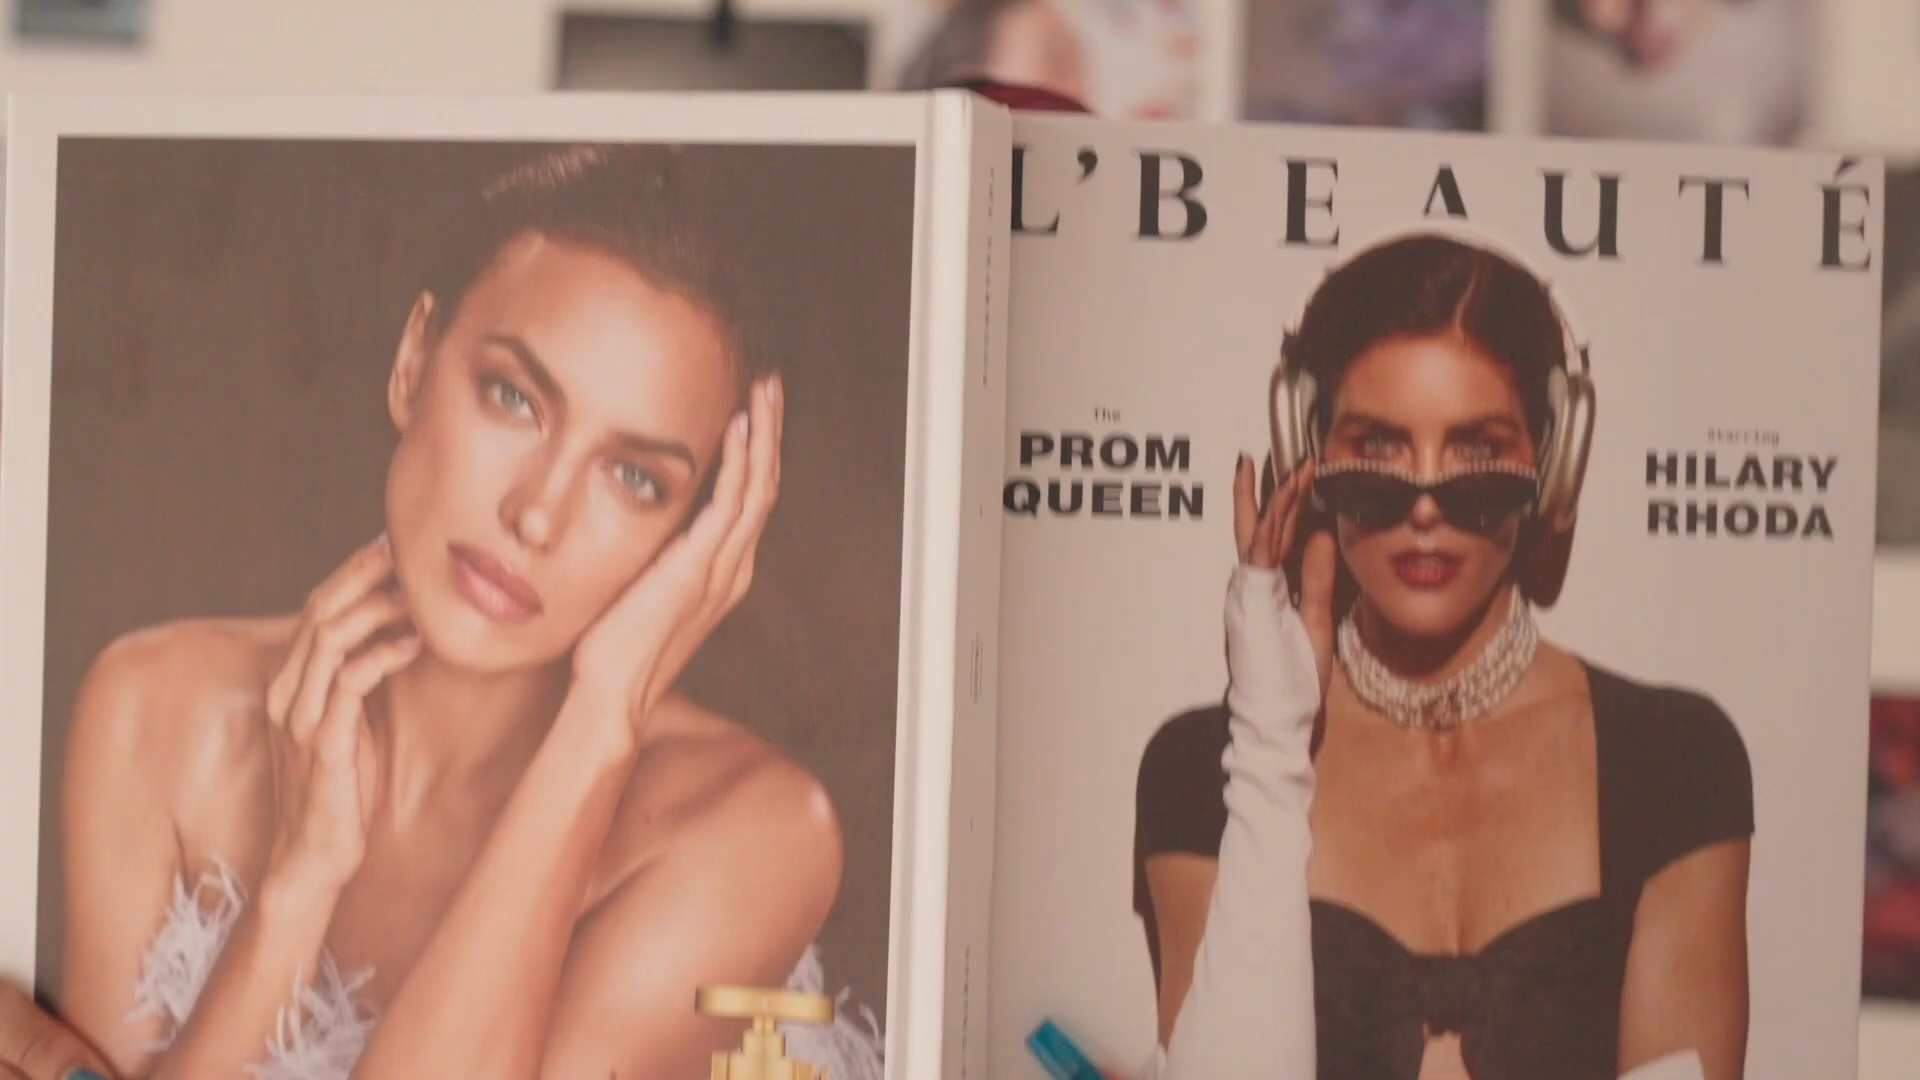 L'BEAUTÉ
The
PROM
QUEEN
Starring
HILARY
RHODA